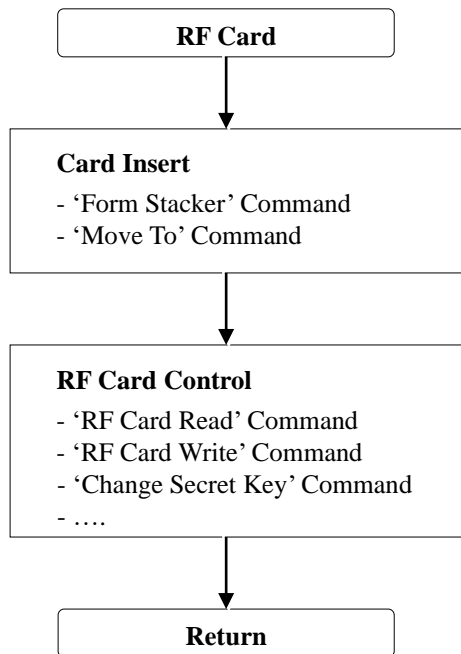 RF Card
Card Insert
- ‘Form Stacker’ Command
- ‘Move To’ Command
RF Card Control
- ‘RF Card Read’ Command
- ‘RF Card Write’ Command
- ‘Change Secret Key’ Command
- ….
Return